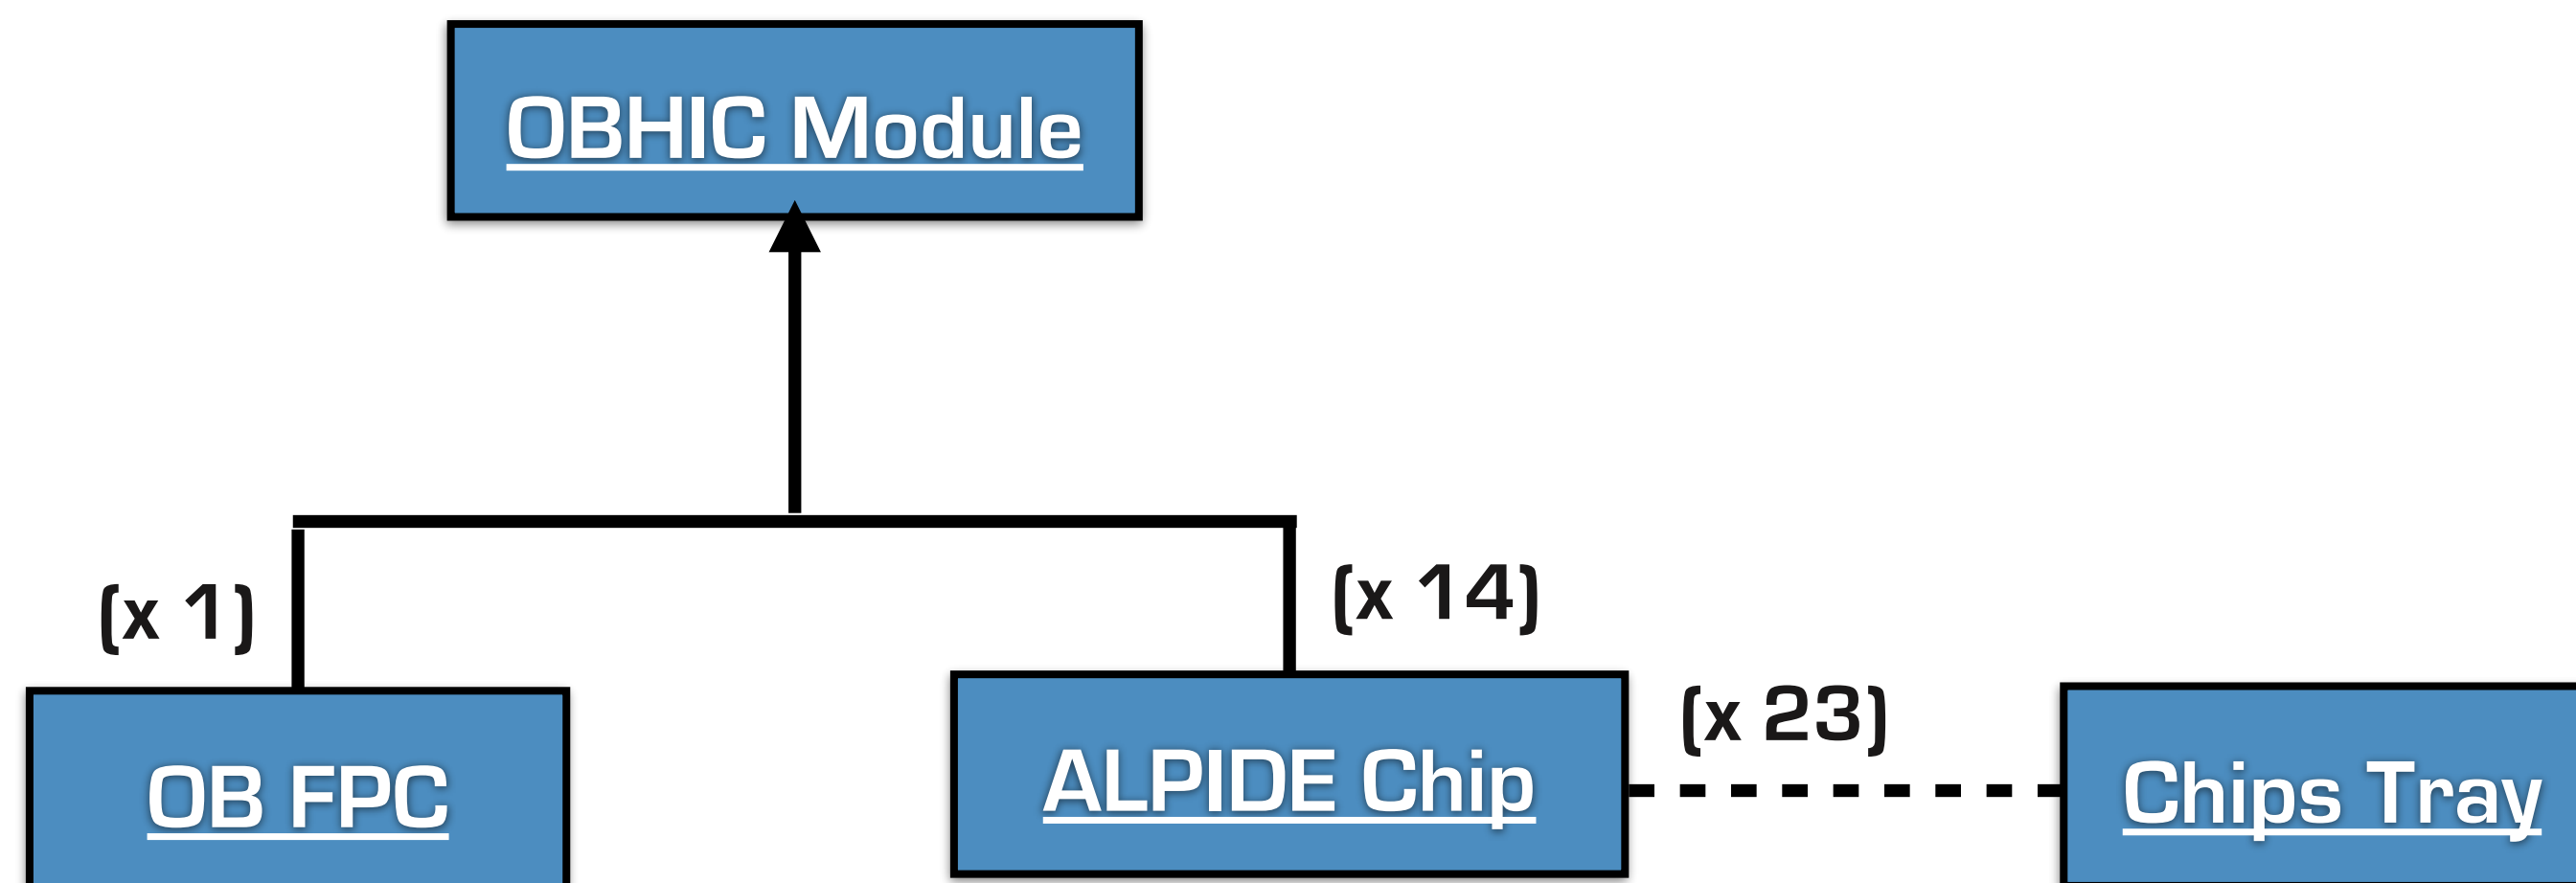 OBHIC Module
(x 1)
(x 14)
(x 23)
OB FPC
ALPIDE Chip
Chips Tray